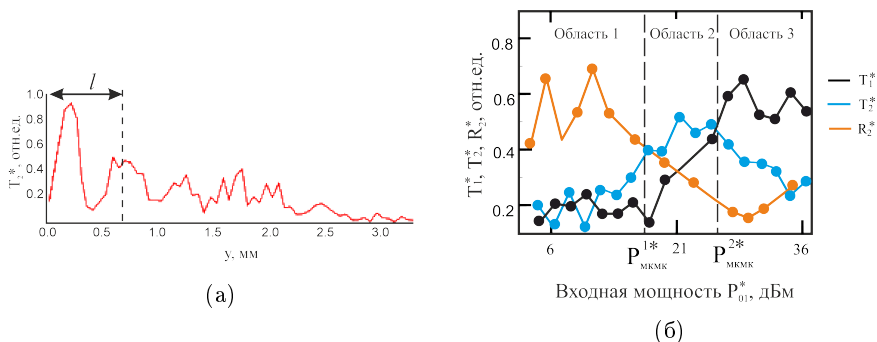 l
T₂*, отн.ед.
1.0
0.8
0.6
0.4
0.2
0.0 0.5 1.0 1.5 2.0 2.5 3.0
y, мм
(а)
T₁*, T₂*, R₂*, отн.ед.
0.8
0.6
0.4
0.2
Область 1 Область 2 Область 3
6 21 36
P¹*мкмк P²*мкмк
Входная мощность P*₀₁, дБм
T₁*
T₂*
R₂*
(б)